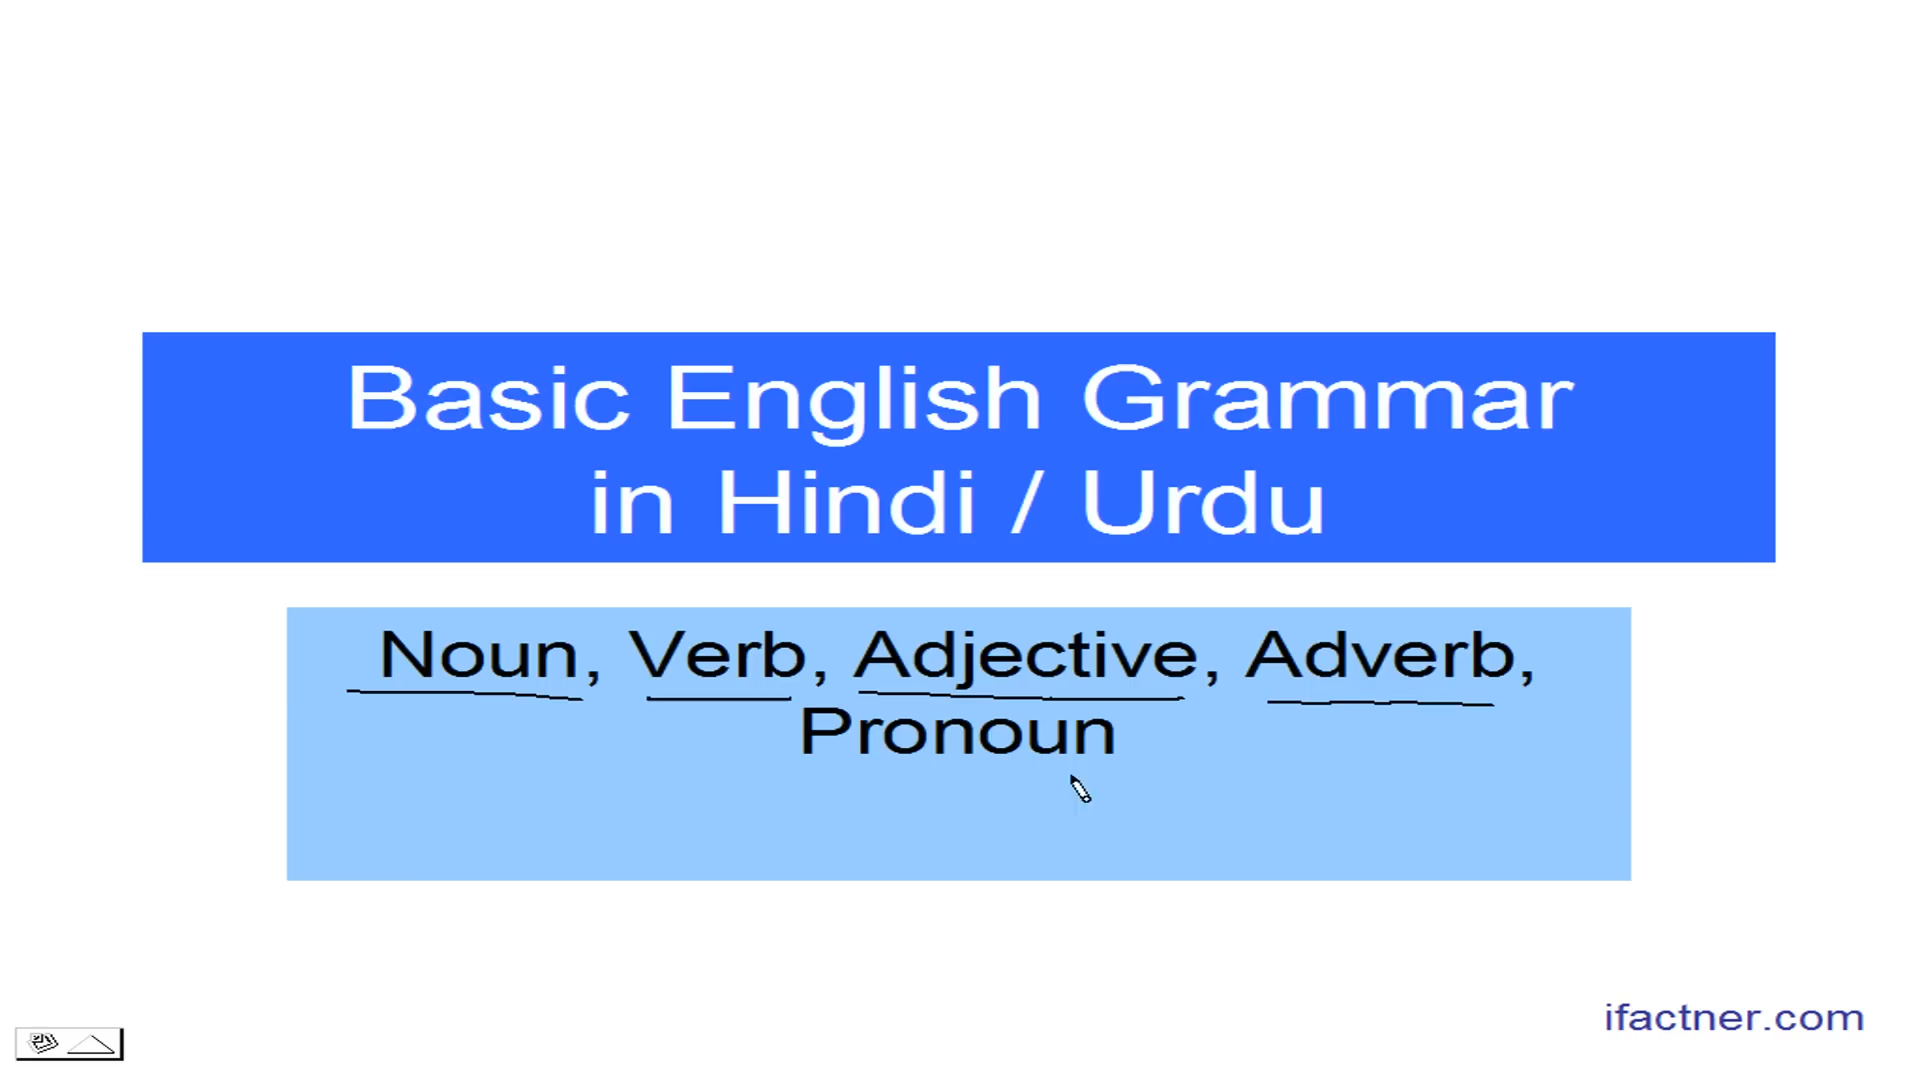 Basic English Grammar
in Hindi / Urdu
Noun, Verb, Adjective, Adverb,
Pronoun
ifactner.com